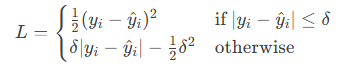 L = { ½(yᵢ − ŷᵢ)² if |yᵢ − ŷᵢ| ≤ δ
δ|yᵢ − ŷᵢ| − ½δ² otherwise